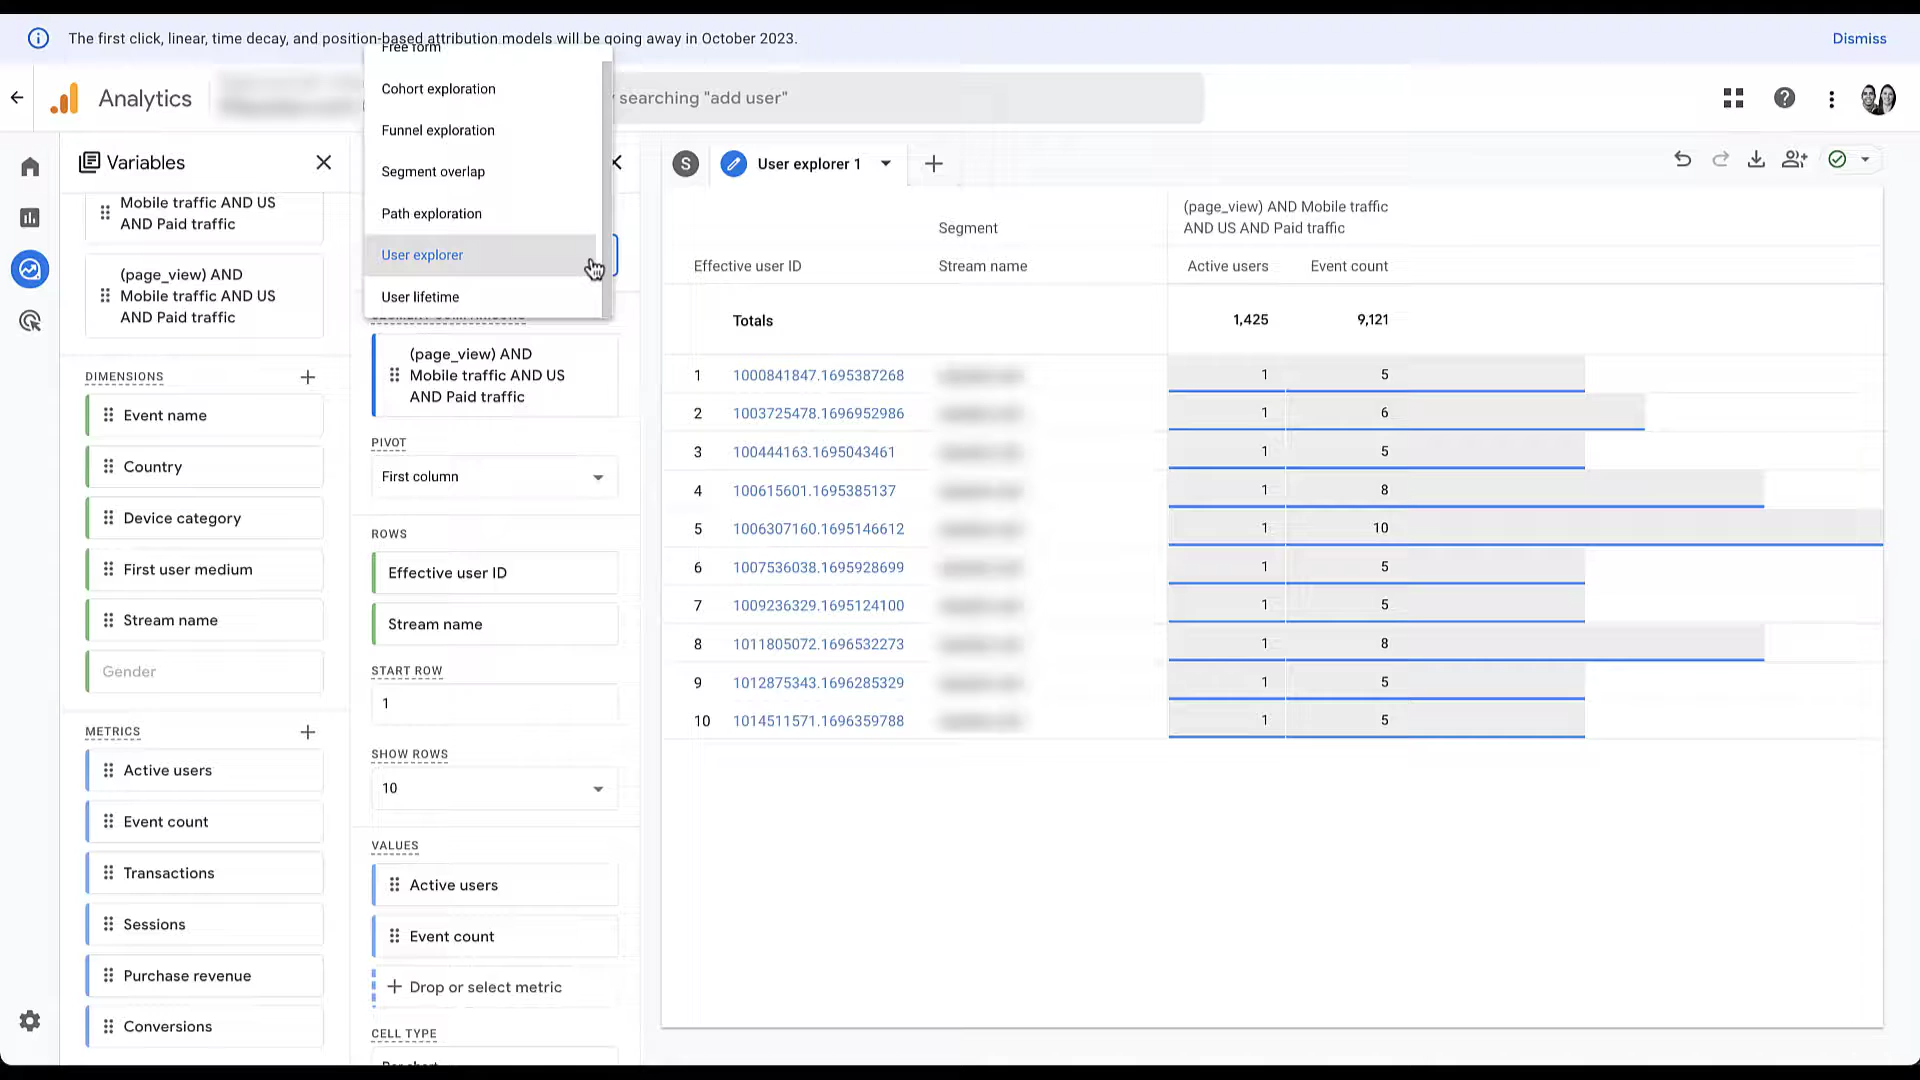 The first click, linear, time decay, and position-based attribution models will be going away in October 2023.
Dismiss
Analytics
searching "add user"
Free form
Cohort exploration
Funnel exploration
Segment overlap
Path exploration
User explorer
User lifetime
Variables
Mobile traffic AND US
AND Paid traffic
(page_view) AND
Mobile traffic AND US
AND Paid traffic
DIMENSIONS
Event name
Country
Device category
First user medium
Stream name
Gender
METRICS
Active users
Event count
Transactions
Sessions
Purchase revenue
Conversions
(page_view) AND
Mobile traffic AND US
AND Paid traffic
PIVOT
First column
ROWS
Effective user ID
Stream name
START ROW
1
SHOW ROWS
10
VALUES
Active users
Event count
Drop or select metric
CELL TYPE
S
User explorer 1
Segment
(page_view) AND Mobile traffic
AND US AND Paid traffic
Effective user ID Stream name Active users Event count
Totals 1,425 9,121
1 1000841847.1695387268 1 5
2 1003725478.1696952986 1 6
3 100444163.1695043461 1 5
4 100615601.1695385137 1 8
5 1006307160.1695146612 1 10
6 1007536038.1695928699 1 5
7 1009236329.1695124100 1 5
8 1011805072.1696532273 1 8
9 1012875343.1696285329 1 5
10 1014511571.1696359788 1 5